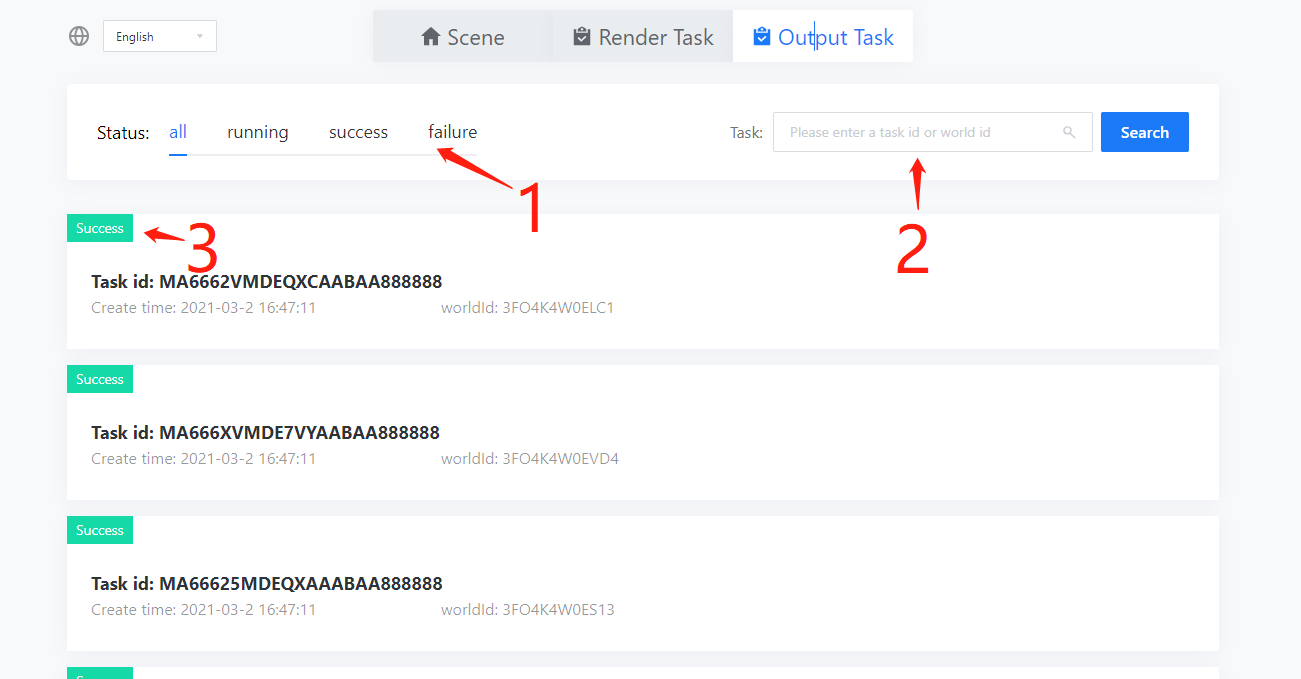 English
Scene
Render Task
Output Task
Status: all running success failure
Task: Please enter a task id or world id
Search
1
2
Success
3
Task id: MA6662VMDEQXCAABAA888888
Create time: 2021-03-2 16:47:11 worldId: 3FO4K4W0ELC1
Success
Task id: MA666XVMDE7VYAABAA888888
Create time: 2021-03-2 16:47:11 worldId: 3FO4K4W0EVD4
Success
Task id: MA66625MDEQXAAABAA888888
Create time: 2021-03-2 16:47:11 worldId: 3FO4K4W0ES13